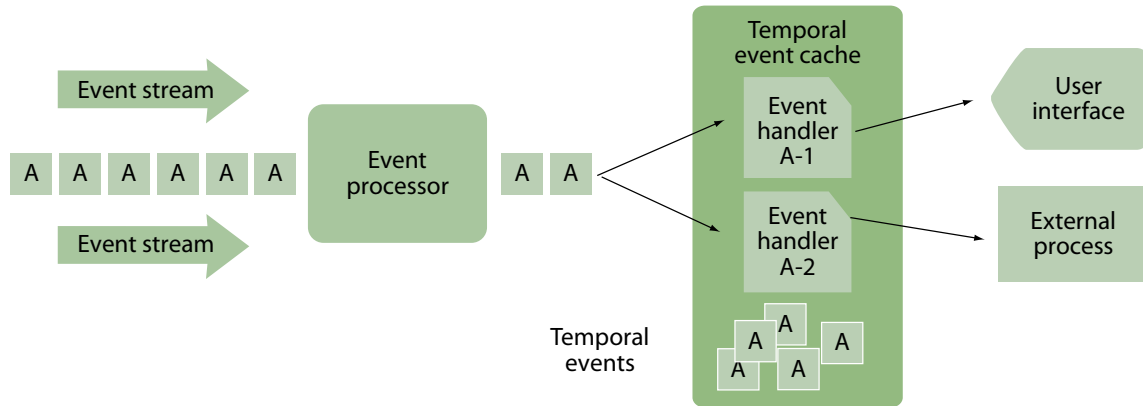 Event stream
A A A A A A
Event stream
Event
processor
A A
Temporal
event cache
Event
handler
A-1
Event
handler
A-2
Temporal
events
A
A
A
A
A
User
interface
External
process